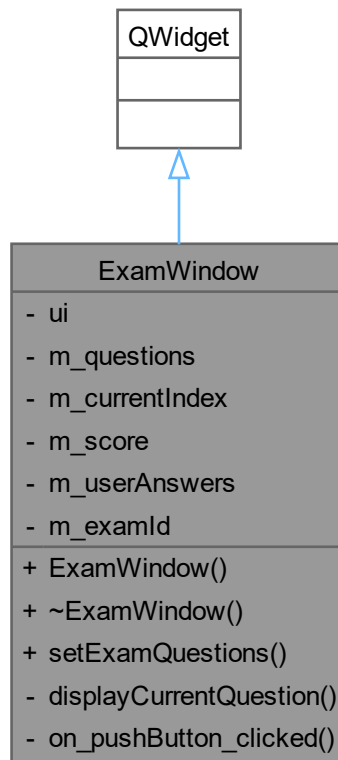 QWidget
ExamWindow
- ui
- m_questions
- m_currentIndex
- m_score
- m_userAnswers
- m_examId
+ ExamWindow()
+ ~ExamWindow()
+ setExamQuestions()
- displayCurrentQuestion()
- on_pushButton_clicked()